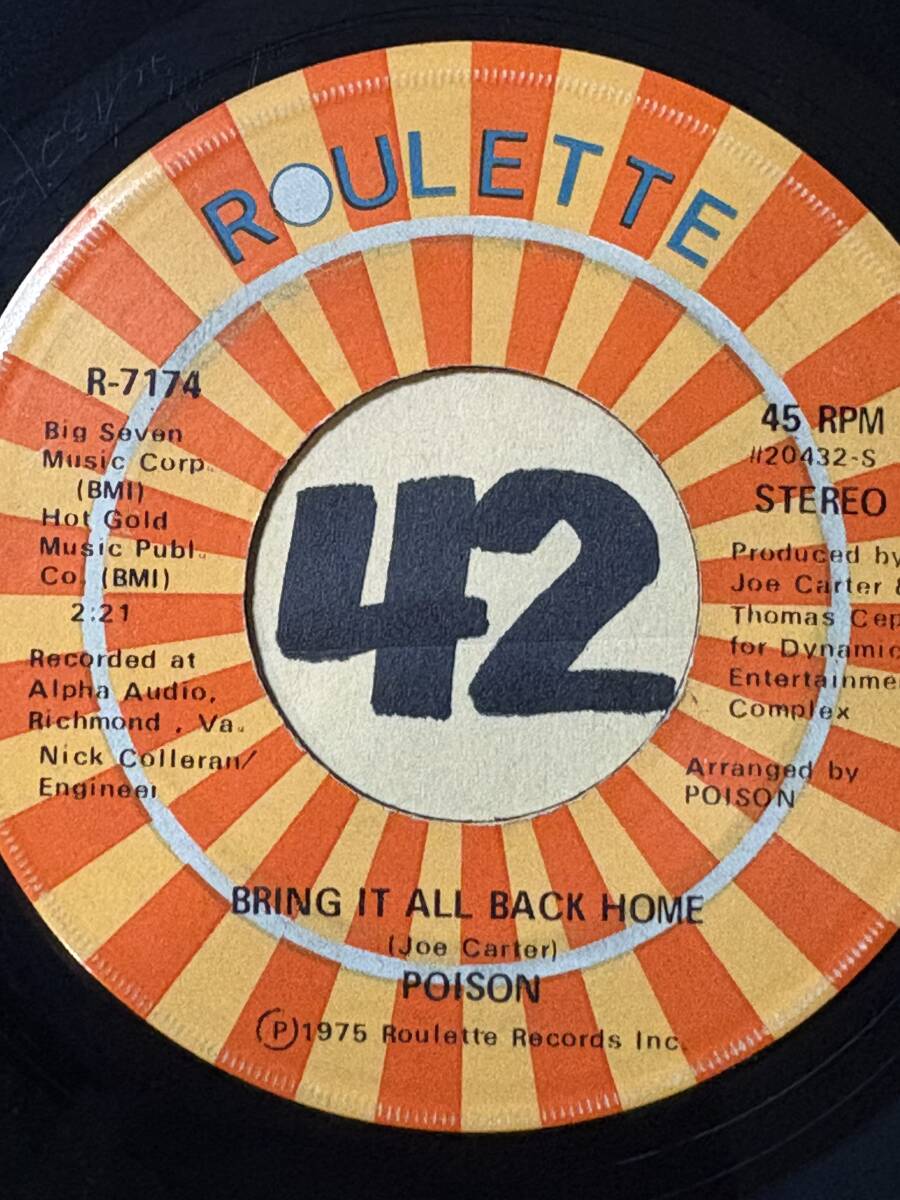 ROULETTE
R-7174
Big Seven
Music Corp.
(BMI)
Hot Gold
Music Publ.
Co. (BMI)
2:21
Recorded at
Alpha Audio,
Richmond , Va.
Nick Colleran/
Engineer
42
45 RPM
#20432-S
STEREO
Produced by
Joe Carter &
Thomas
for Dynamic
Complex
Arranged by
POISON
BRING IT ALL BACK HOME
(Joe Carter)
POISON
Ⓟ1975 Roulette Records Inc.